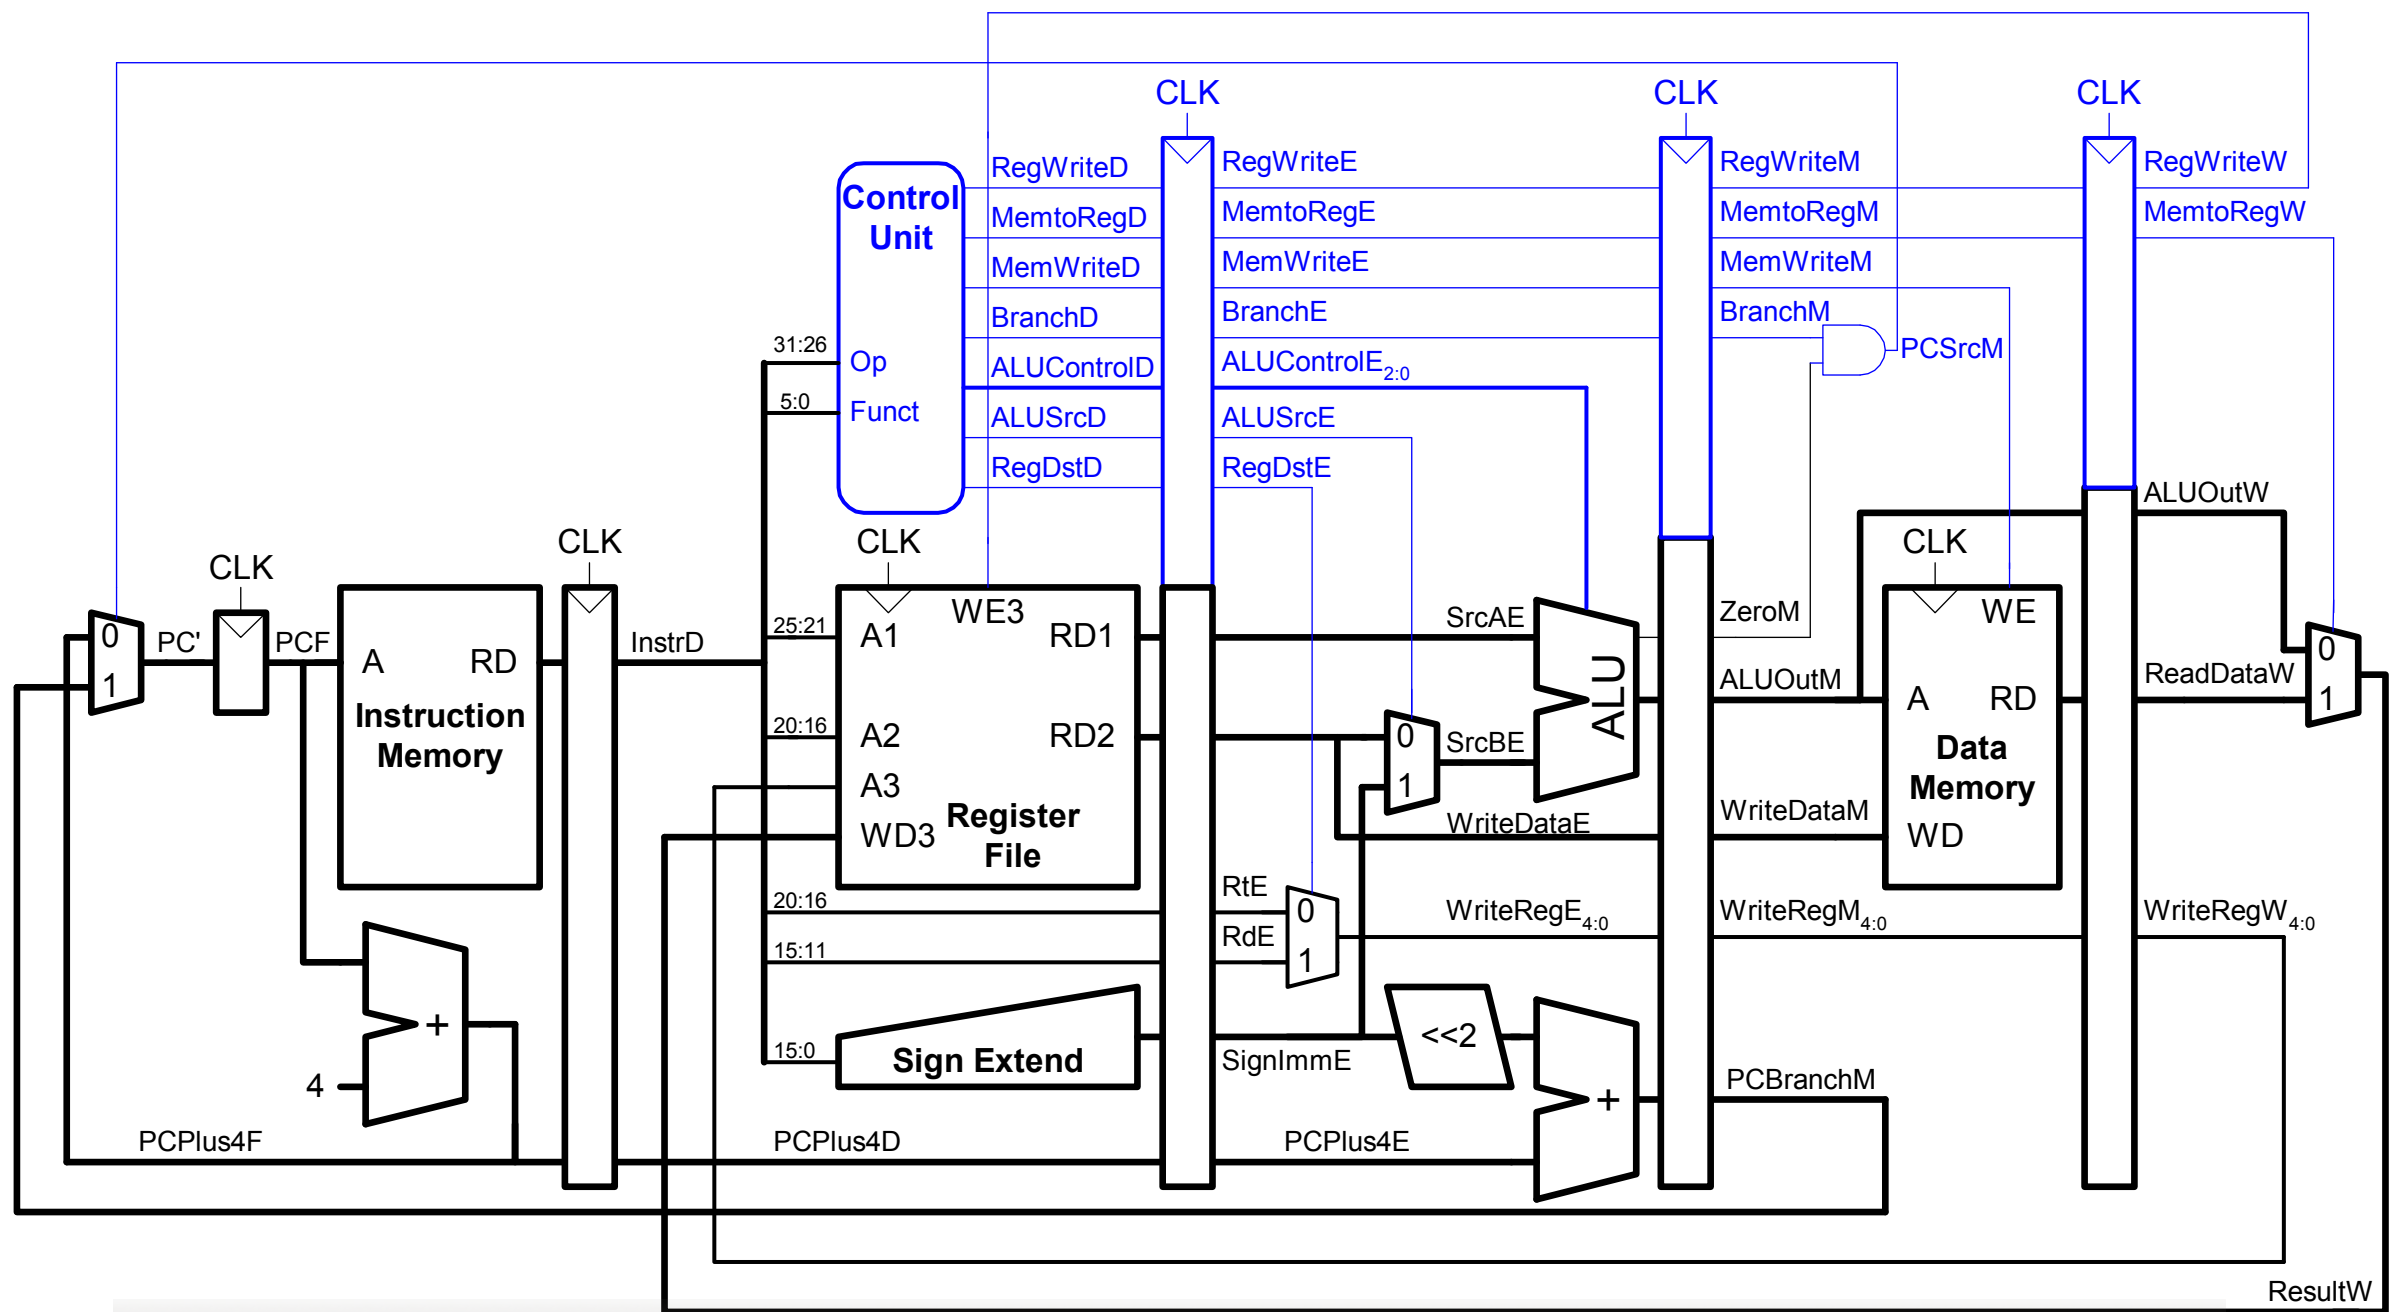 CLK
CLK
CLK
RegWriteD
RegWriteE
RegWriteM
RegWriteW
Control
Unit
MemtoRegD
MemtoRegE
MemtoRegM
MemtoRegW
MemWriteD
MemWriteE
MemWriteM
BranchD
BranchE
BranchM
31:26
Op
ALUControlD
ALUControlE2:0
PCSrcM
5:0
Funct
ALUSrcD
ALUSrcE
RegDstD
RegDstE
ALUOutW
CLK
CLK
CLK
CLK
0
1
PC'
PCF
A
RD
Instruction
Memory
InstrD
25:21
A1
WE3
RD1
SrcAE
ZeroM
WE
20:16
A2
RD2
0
1
SrcBE
ALU
ALUOutM
A
RD
Data
Memory
ReadDataW
0
1
A3
WD3
Register
File
WriteDataE
WriteDataM
WD
20:16
RtE
0
WriteRegE4:0
WriteRegM4:0
WriteRegW4:0
15:11
RdE
1
+
4
15:0
Sign Extend
SignImmE
<<2
+
PCBranchM
PCPlus4F
PCPlus4D
PCPlus4E
ResultW